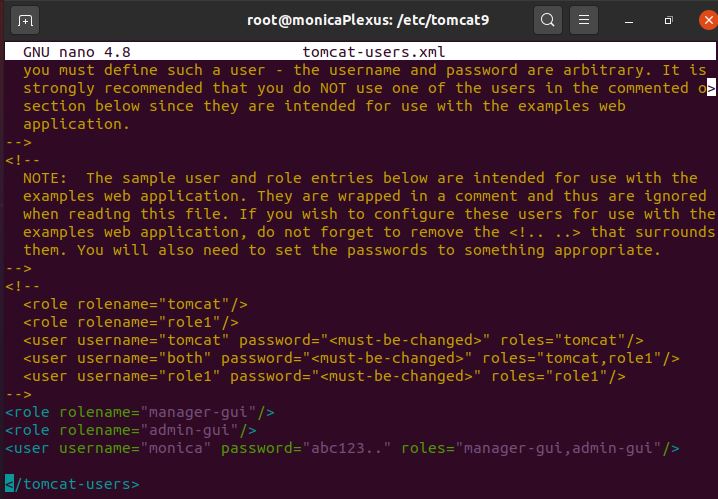 root@monicaPlexus: /etc/tomcat9
GNU nano 4.8 tomcat-users.xml
you must define such a user - the username and password are arbitrary. It is
strongly recommended that you do NOT use one of the users in the commented o>
section below since they are intended for use with the examples web
application.
-->
<!--
NOTE:  The sample user and role entries below are intended for use with the
examples web application. They are wrapped in a comment and thus are ignored
when reading this file. If you wish to configure these users for use with the
examples web application, do not forget to remove the <!.. ..> that surrounds
them. You will also need to set the passwords to something appropriate.
-->
<!--
<role rolename="tomcat"/>
<role rolename="role1"/>
<user username="tomcat" password="<must-be-changed>" roles="tomcat"/>
<user username="both" password="<must-be-changed>" roles="tomcat,role1"/>
<user username="role1" password="<must-be-changed>" roles="role1"/>
-->
<role rolename="manager-gui"/>
<role rolename="admin-gui"/>
<user username="monica" password="abc123.." roles="manager-gui,admin-gui"/>
</tomcat-users>